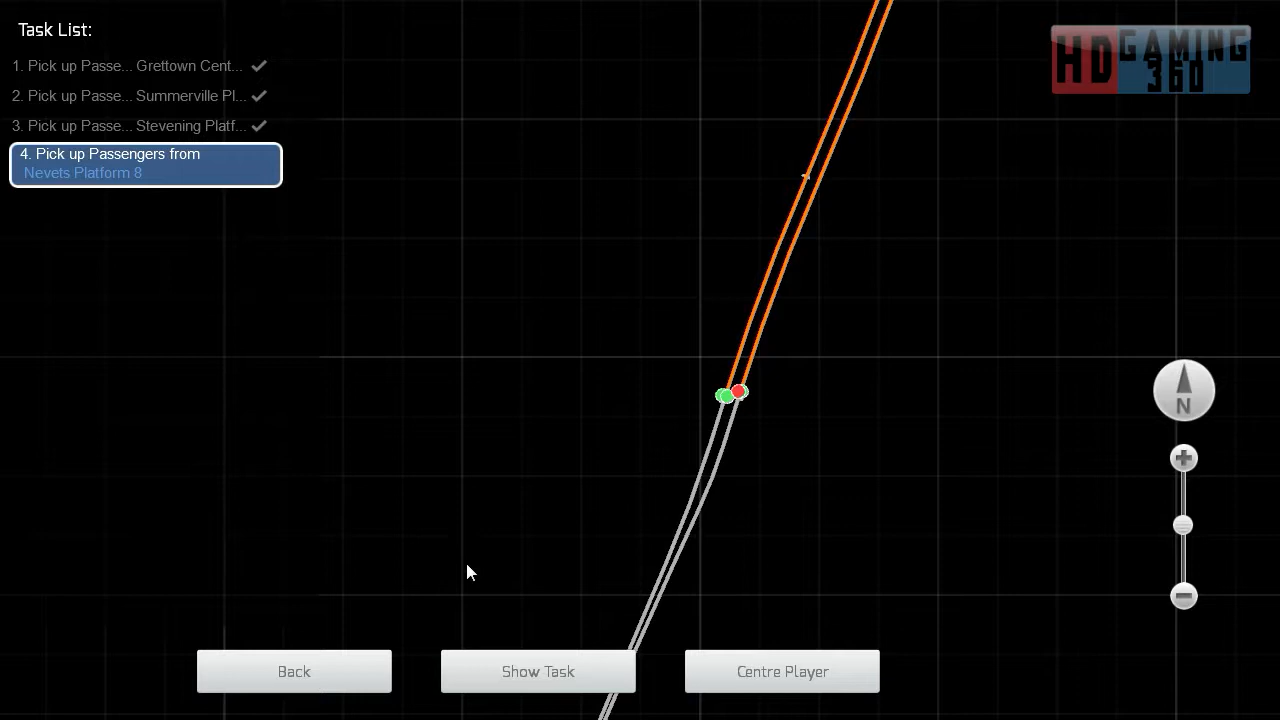 Task List:
1. Pick up Passe... Grettown Cent...
2. Pick up Passe... Summerville Pl...
3. Pick up Passe... Stevening Platf...
4. Pick up Passengers from
Nevets Platform 8
HD GAMING
360
N
Back
Show Task
Centre Player